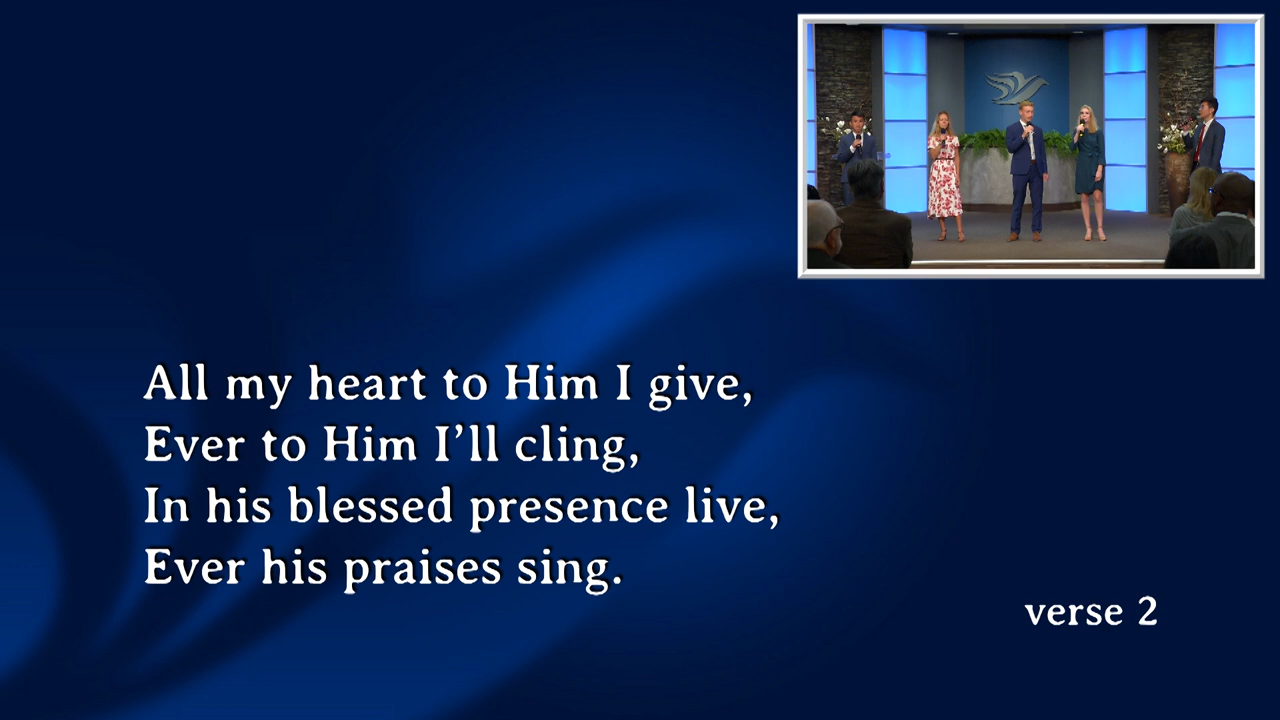 All my heart to Him I give,
Ever to Him I’ll cling,
In his blessed presence live,
Ever his praises sing.
verse 2